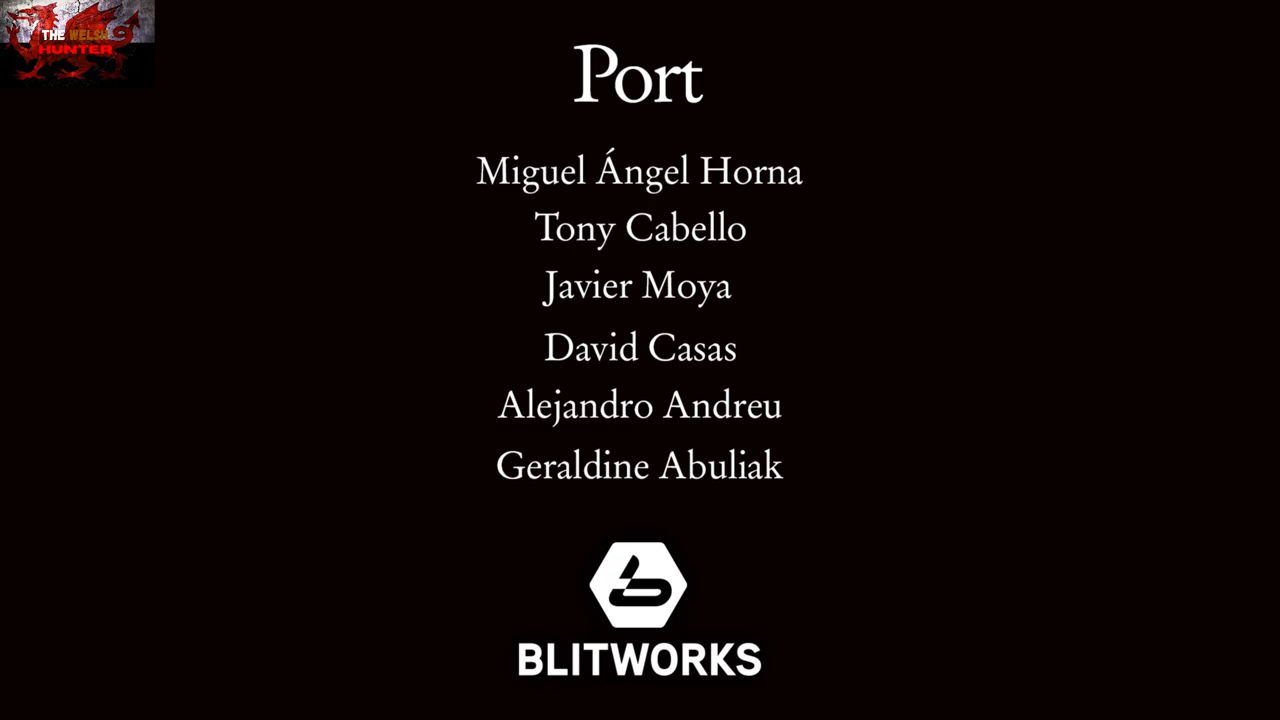 THE WELSH
HUNTER
Port
Miguel Ángel Horna
Tony Cabello
Javier Moya
David Casas
Alejandro Andreu
Geraldine Abuliak
BLITWORKS